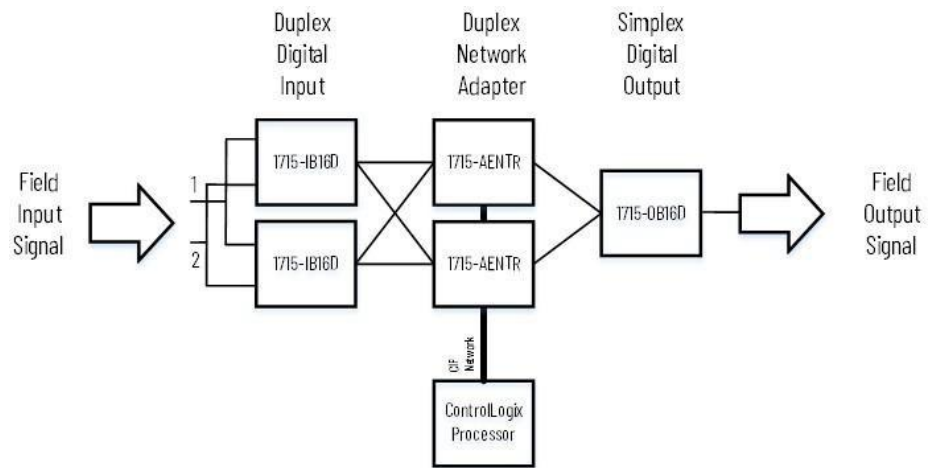 Duplex
Digital
Input
Duplex
Network
Adapter
Simplex
Digital
Output
Field
Input
Signal
1
2
1715-IB16D
1715-IB16D
1715-AENTR
1715-AENTR
1715-OB16D
Field
Output
Signal
CIP
Network
ControlLogix
Processor